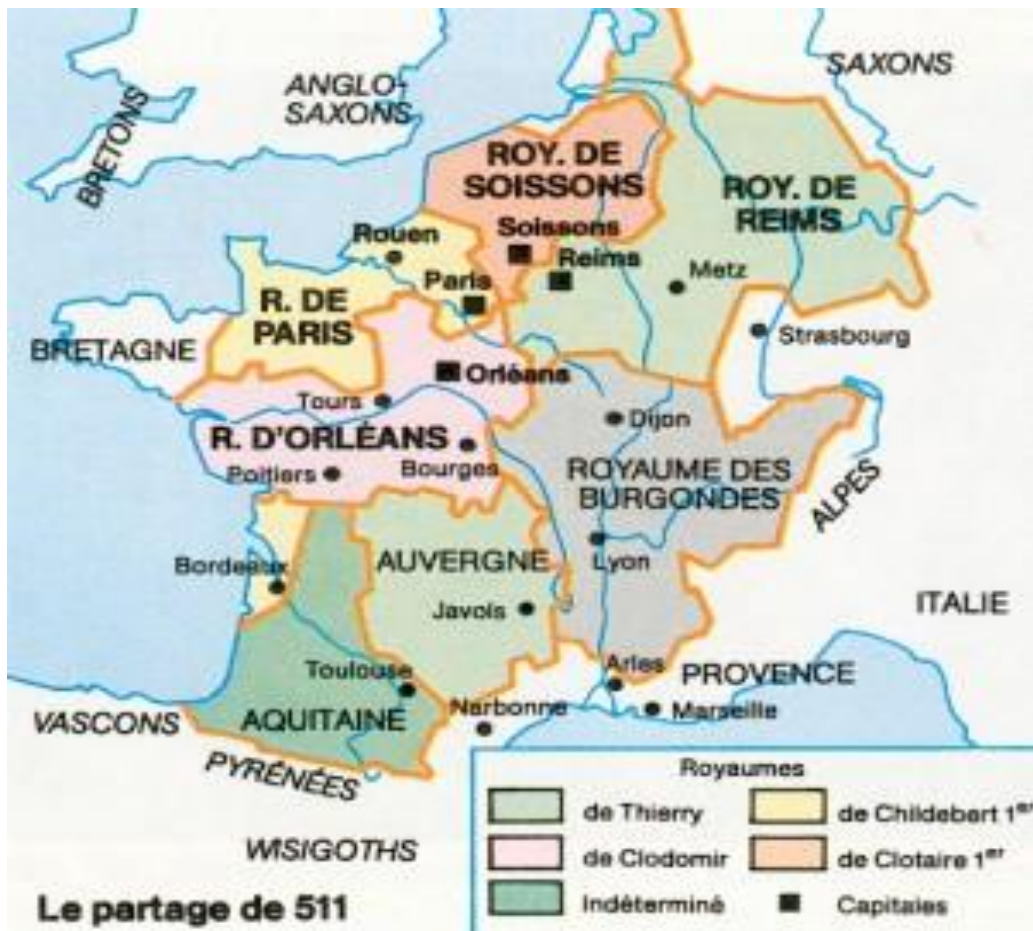 SAXONS
ANGLO-
SAXONS
BRETONS
ROY. DE
SOISSONS
ROY. DE
REIMS
Soissons
Rouen
Reims
Metz
Paris
R. DE
PARIS
Strasbourg
BRETAGNE
Orléans
Tours
Dijon
R. D'ORLÉANS
Bourges
Poitiers
ROYAUME DES
BURGONDES
ALPES
Bordeaux
AUVERGNE
Lyon
Javols
ITALIE
Toulouse
Arles
PROVENCE
VASCONS
AQUITAINE
Narbonne
Marseille
PYRÉNÉES
WISIGOTHS
Le partage de 511
Royaumes
de Thierry
de Childebert 1er
de Clodomir
de Clotaire 1er
Indéterminé
Capitales